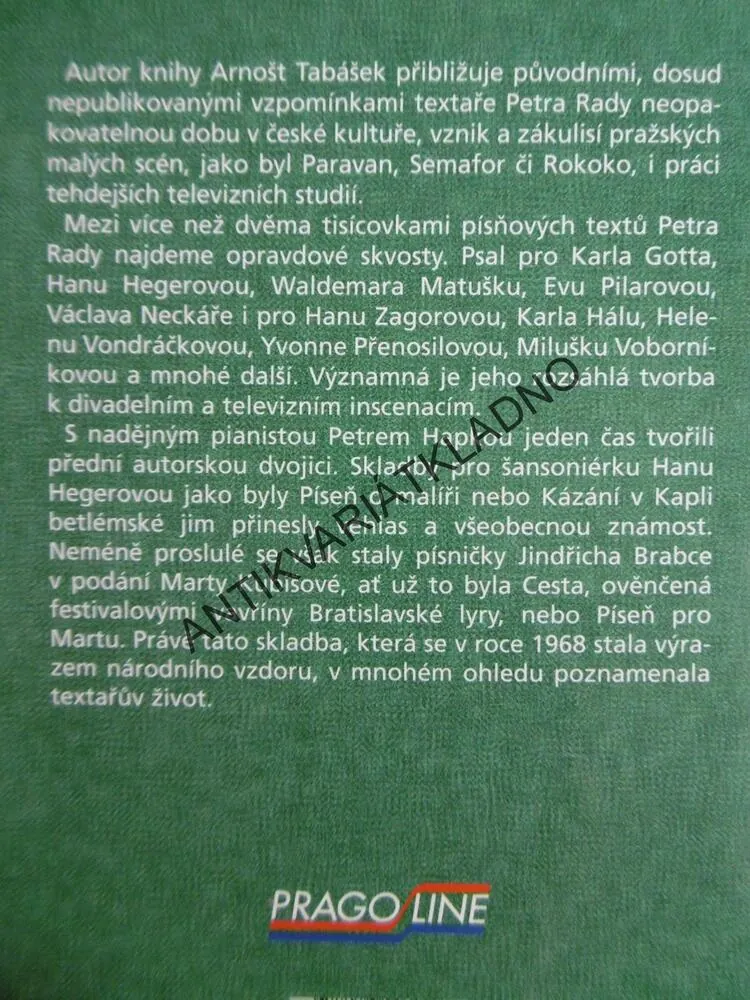 Autor knihy Arnošt Tabášek přibližuje původními, dosud
nepublikovanými vzpomínkami textaře Petra Rady neopa-
kovatelnou dobu v české kultuře, vznik a zákulisí pražských
malých scén, jako byl Paravan, Semafor či Rokoko, i práci
tehdejších televizních studií.
Mezi více než dvěma tisícovkami písňových textů Petra
Rady najdeme opravdové skvosty. Psal pro Karla Gotta,
Hanu Hegerovou, Waldemara Matušku, Evu Pilarovou,
Václava Neckáře i pro Hanu Zagorovou, Karla Hálu, Hele-
nu Vondráčkovou, Yvonne Přenosilovou, Milušku Voborní-
kovou a mnohé další. Významná je jeho rozsáhlá tvorba
k divadelním a televizním inscenacím.
S nadějným pianistou Petrem Hapkou jeden čas tvořili
přední autorskou dvojici. Skladby pro šansoniérku Hanu
Hegerovou jako byly Píseň o malíři nebo Kázání v Kapli
betlémské jim přinesly věhlas a všeobecnou známost.
Neméně proslulé se však staly písničky Jindřicha Brabce
v podání Marty Kubišové, ať už to byla Cesta, ověnčená
festivalovými vavříny Bratislavské lyry, nebo Píseň pro
Martu. Právě tato skladba, která se v roce 1968 stala výra-
zem národního vzdoru, v mnohém ohledu poznamenala
textařův život.
ANTIKVARIÁTKLADNO
PRAGOLINE